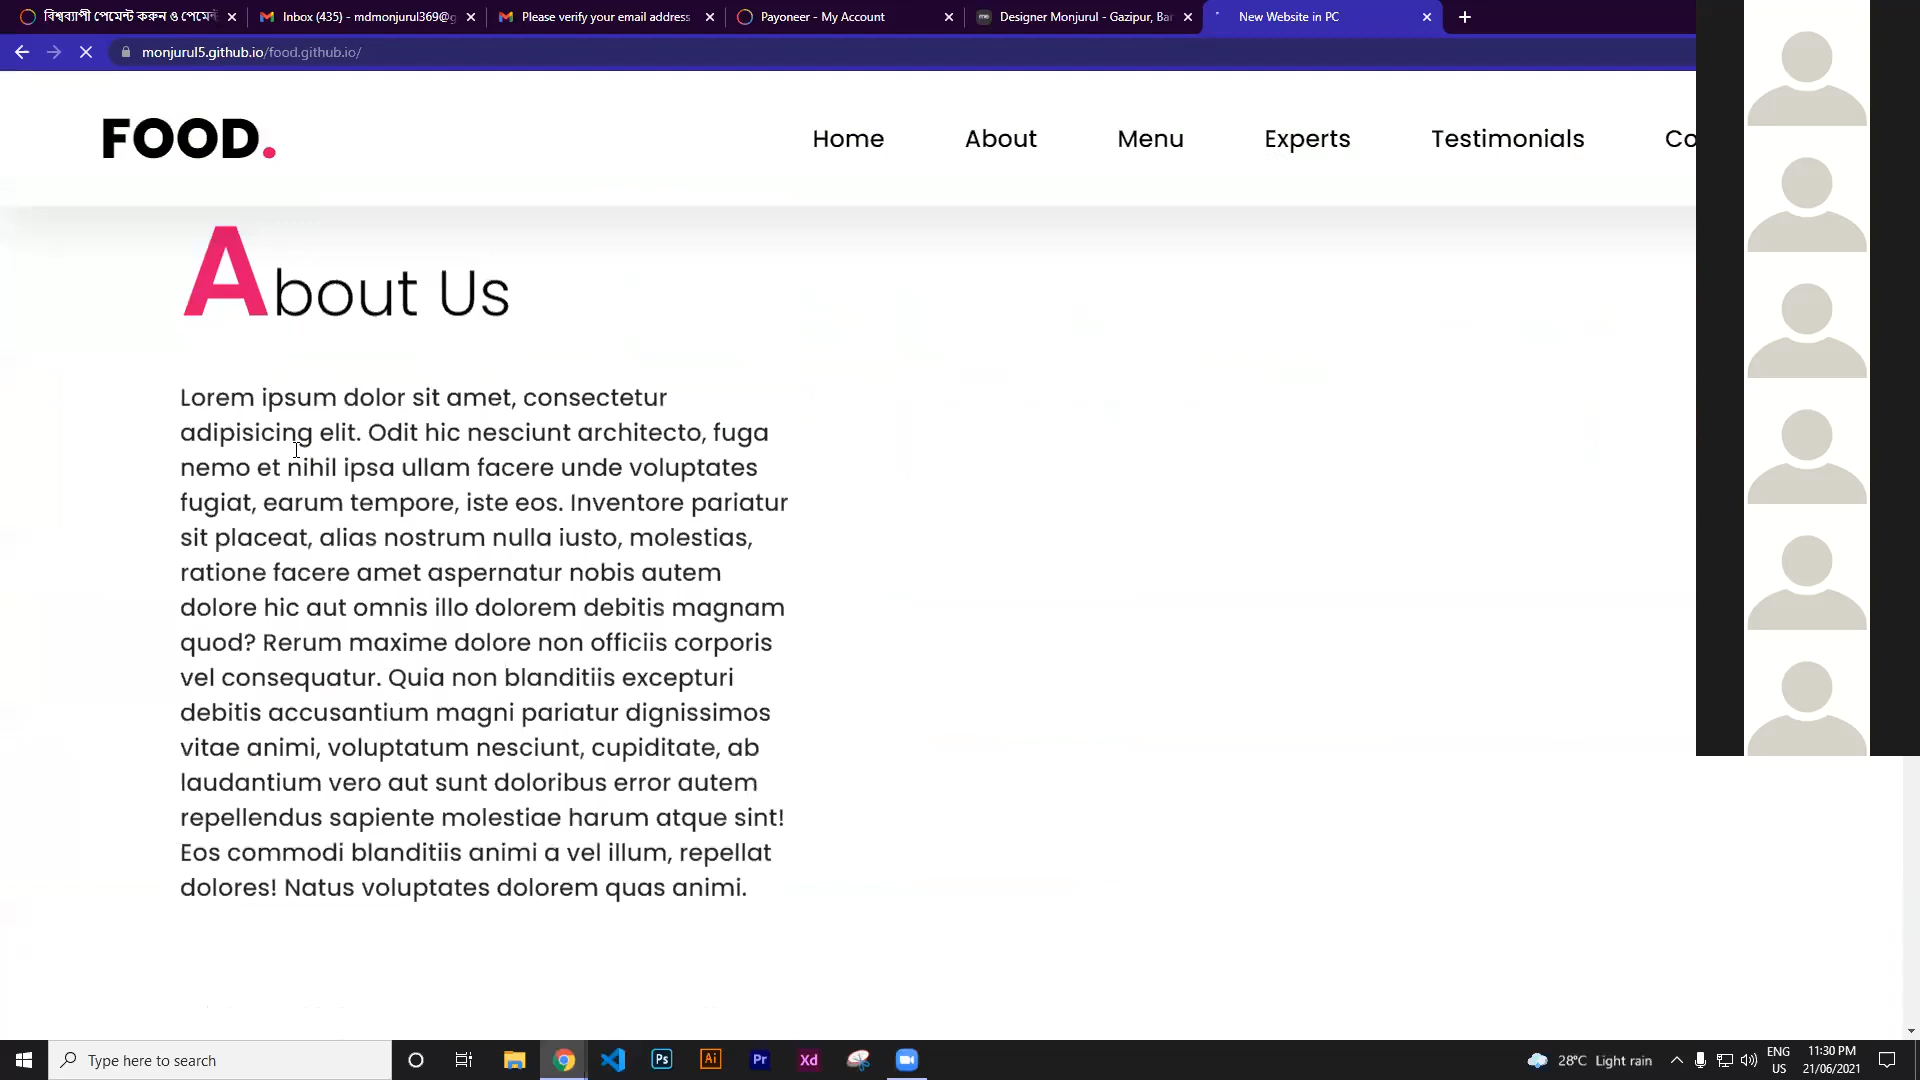 বিশ্বব্যাপী পেমেন্ট করুন ও পেমেন্ট
Inbox (435) - mdmonjurul369@g
Please verify your email address
Payoneer - My Account
Designer Monjurul - Gazipur, Ban
New Website in PC
monjurul5.github.io/food.github.io/
FOOD.
Home
About
Menu
Experts
Testimonials
Co
About Us
Lorem ipsum dolor sit amet, consectetur
adipisicing elit. Odit hic nesciunt architecto, fuga
nemo et nihil ipsa ullam facere unde voluptates
fugiat, earum tempore, iste eos. Inventore pariatur
sit placeat, alias nostrum nulla iusto, molestias,
ratione facere amet aspernatur nobis autem
dolore hic aut omnis illo dolorem debitis magnam
quod? Rerum maxime dolore non officiis corporis
vel consequatur. Quia non blanditiis excepturi
debitis accusantium magni pariatur dignissimos
vitae animi, voluptatum nesciunt, cupiditate, ab
laudantium vero aut sunt doloribus error autem
repellendus sapiente molestiae harum atque sint!
Eos commodi blanditiis animi a vel illum, repellat
dolores! Natus voluptates dolorem quas animi.
Type here to search
Ps
Ai
Pr
Xd
28°C Light rain
ENG
US
11:30 PM
21/06/2021